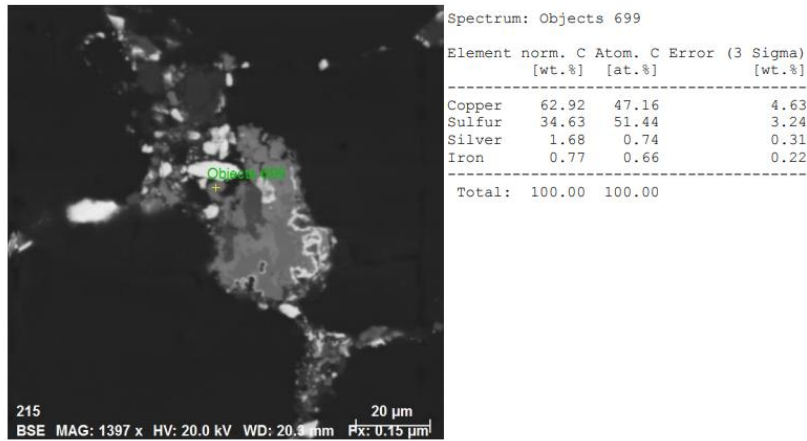 Spectrum: Objects 699
Element norm. C Atom. C Error (3 Sigma)
[wt.%] [at.%] [wt.%]
Copper 62.92 47.16 4.63
Sulfur 34.63 51.44 3.24
Silver 1.68 0.74 0.31
Iron 0.77 0.66 0.22
Total: 100.00 100.00
Objects 699
215
20 µm
BSE MAG: 1397 x HV: 20.0 kV WD: 20.3 mm Px: 0.15 µm